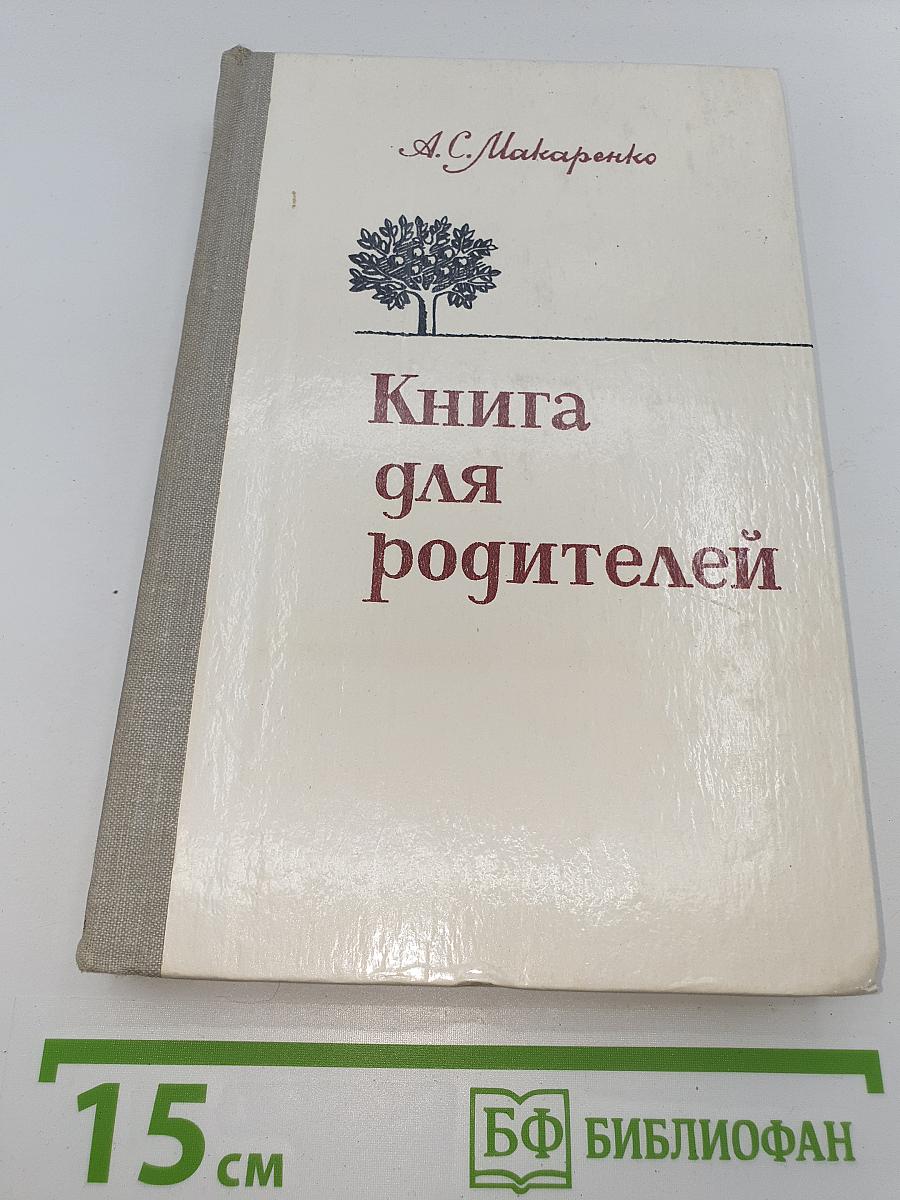 А.С. Макаренко
Книга
для
родителей
15 см
БФ БИБЛИОФАН